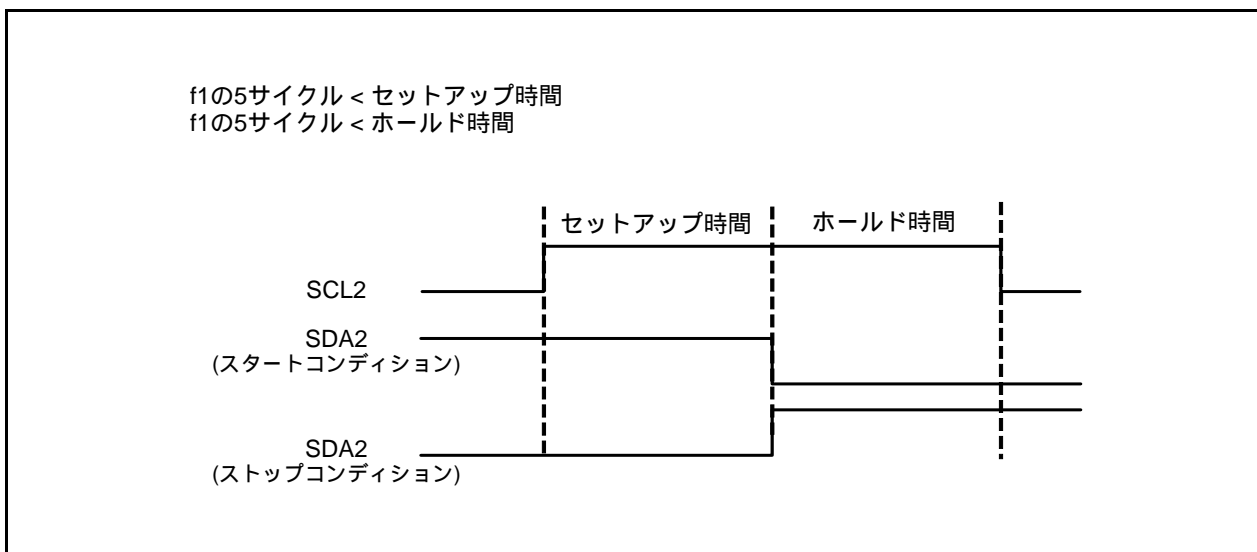 f1の5サイクル < セットアップ時間
f1の5サイクル < ホールド時間
セットアップ時間 ホールド時間
SCL2
SDA2
(スタートコンディション)
SDA2
(ストップコンディション)